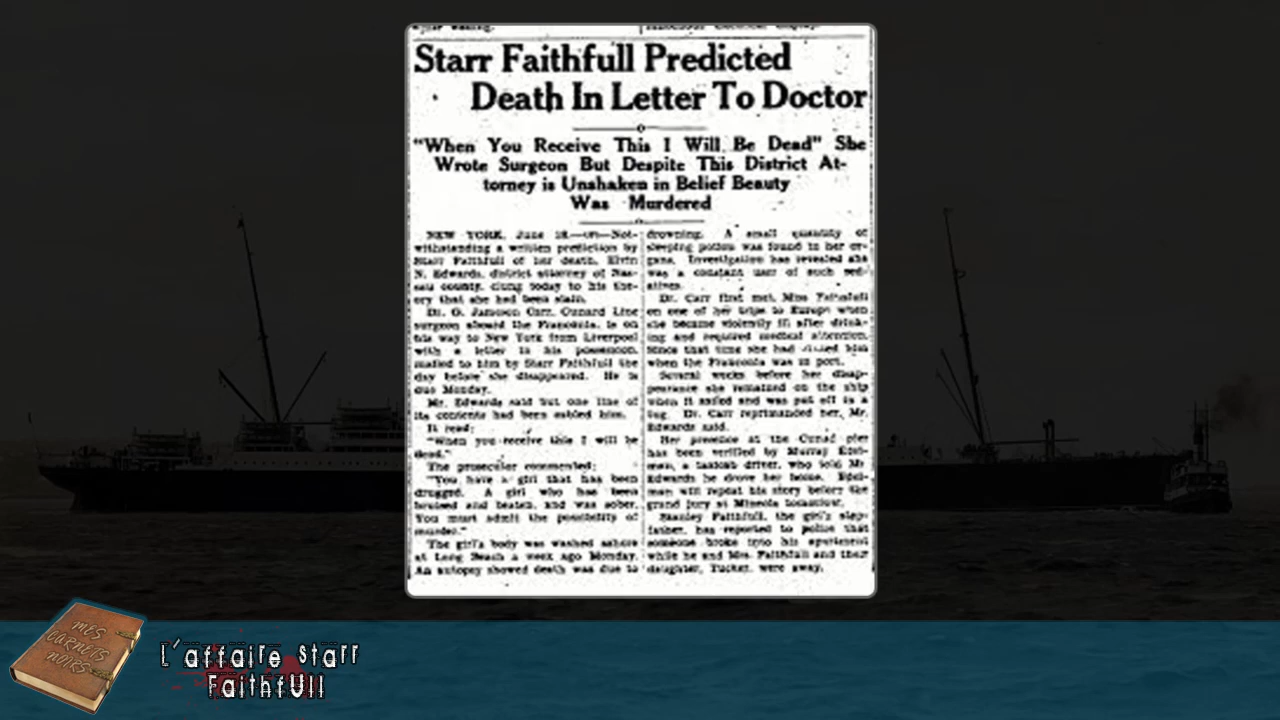 Starr Faithfull Predicted
Death In Letter To Doctor
"When You Receive This I Will Be Dead" She
Wrote Surgeon But Despite This District At-
torney is Unshaken in Belief Beauty
Was Murdered
NEW YORK, June 18.—Not-
withstanding a written prediction by
Starr Faithfull of her death, Elvin
N. Edwards, district attorney of Nas-
sau county, clung today to his the-
ory that she had been slain.
Dr. G. Jameson Carr, Cunard Line
surgeon aboard the Franconia, is on
his way to New York from Liverpool
with a letter in his possession,
mailed to him by Starr Faithfull the
day before she disappeared. He is
due Monday.
Mr. Edwards said but one line of
its contents had been cabled him.
It read:
"When you receive this I will be
dead."
The prosecutor commented:
"You have a girl that has been
drugged. A girl who has been
bruised and beaten, and was sober.
You must admit the possibility of
murder."
The girl's body was washed ashore
at Long Beach a week ago Monday.
An autopsy showed death was due to
drowning. A small quantity of
sleeping potion was found in her or-
gans. Investigation has revealed she
was a constant user of such sed-
atives.
Dr. Carr first met Miss Faithfull
on one of her trips to Europe when
she became violently ill after drink-
ing and required medical attention.
Since that time she had visited him
when the Franconia was in port.
Several weeks before her disap-
pearance she remained on the ship
when it sailed and was put off in a
tug. Dr. Carr reprimanded her, Mr.
Edwards said.
Her presence at the Cunard pier
has been verified by Murray Edel-
man, a taxicab driver, who told Mr.
Edwards he drove her home. Edel-
man will repeat his story before the
grand jury at Mineola tomorrow.
Stanley Faithfull, the girl's step-
father, has reported to police that
someone broke into his apartment
while he and Mrs. Faithfull and their
daughter, Tucker, were away.
MES
CARNETS
NOIRS
L'affaire starr
FaithfUll